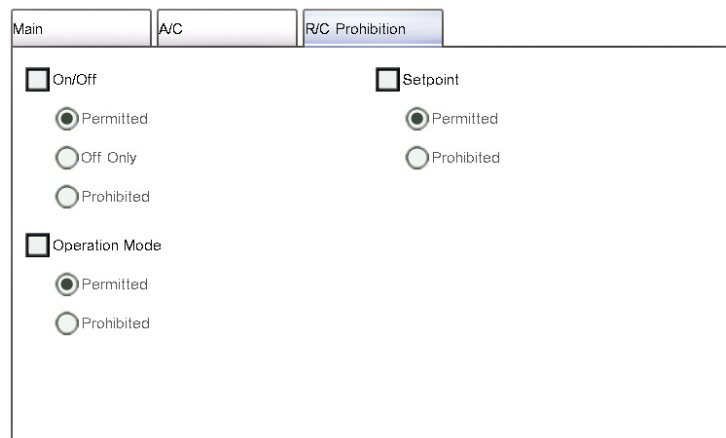 Main
A/C
R/C Prohibition
On/Off
Permitted
Off Only
Prohibited
Operation Mode
Permitted
Prohibited
Setpoint
Permitted
Prohibited